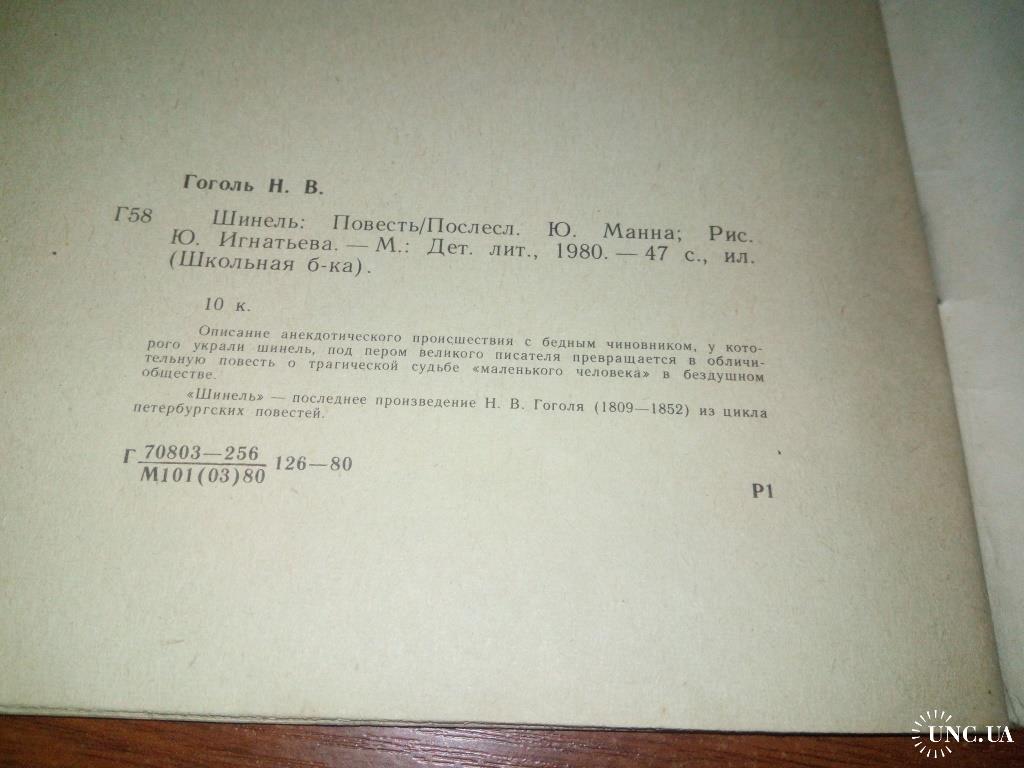 Гоголь Н. В.
Г58 Шинель: Повесть/Послесл. Ю. Манна; Рис.
Ю. Игнатьева. — М.: Дет. лит., 1980. — 47 с., ил.
(Школьная б-ка).
10 к.
Описание анекдотического происшествия с бедным чиновником, у кото-
рого украли шинель, под пером великого писателя превращается в обличи-
тельную повесть о трагической судьбе «маленького человека» в бездушном
обществе.
«Шинель» — последнее произведение Н. В. Гоголя (1809—1852) из цикла
петербургских повестей.
Г 70803—256 126—80
М101(03)80
Р1
UNC.UA